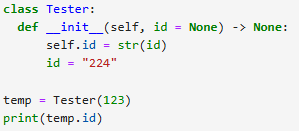 class Tester:
  def __init__(self, id = None) -> None:
      self.id = str(id)
      id = "224"

temp = Tester(123)
print(temp.id)